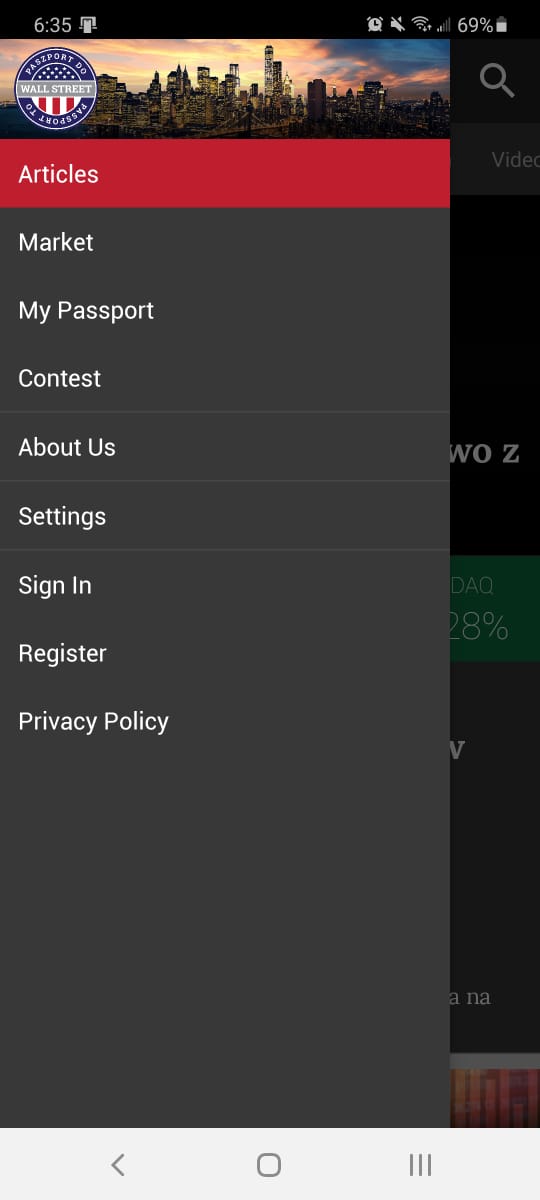 6:35
69%
PASZPORT DO
WALL STREET
PASSPORT TO
Articles
Market
My Passport
Contest
About Us
Settings
Sign In
Register
Privacy Policy
wo z
DAQ
28%
w
a na